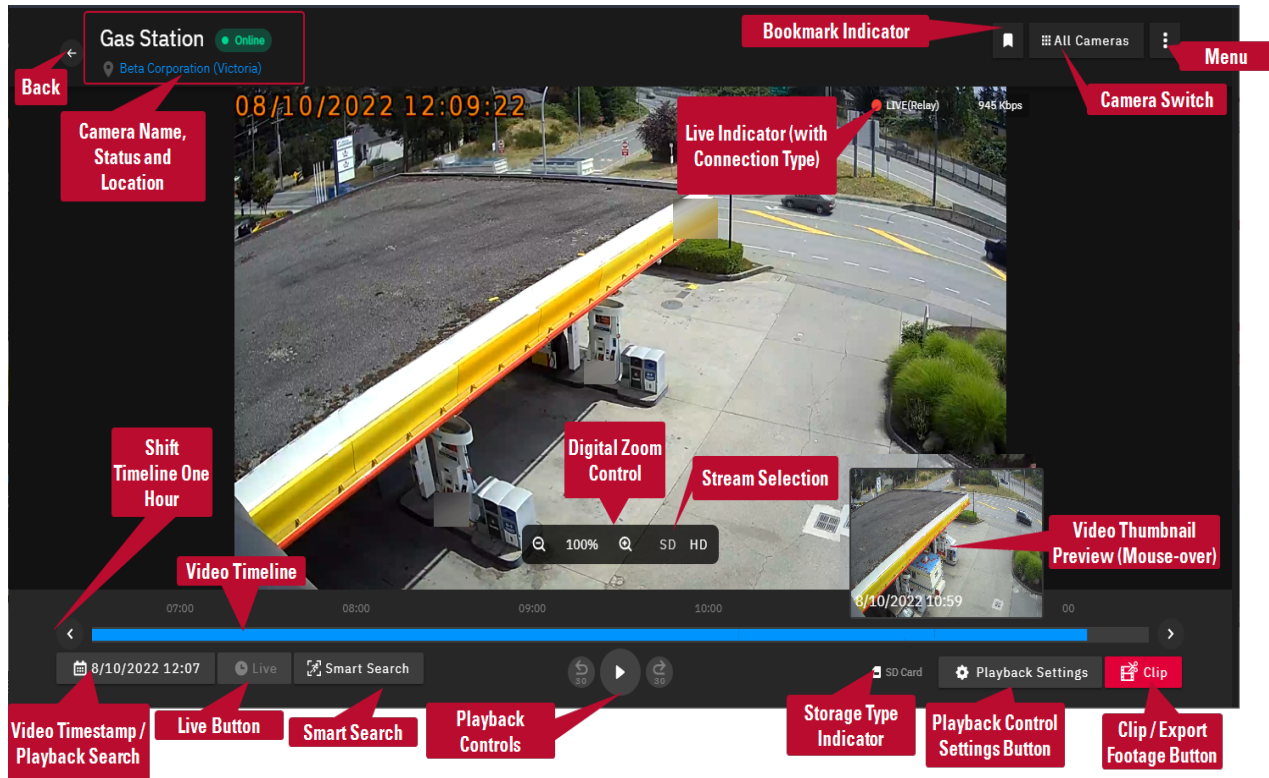 Gas Station
Online
Beta Corporation (Victoria)
Back
Camera Name,
Status and
Location
Bookmark Indicator
All Cameras
Menu
Camera Switch
08/10/2022 12:09:22
LIVE(Relay)
945 Kbps
Live Indicator (with
Connection Type)
Shift
Timeline One
Hour
Digital Zoom
Control
Stream Selection
100%
SD HD
Video Thumbnail
Preview (Mouse-over)
8/10/2022 10:59
Video Timeline
07:00
08:00
09:00
10:00
00
8/10/2022 12:07
Live
Smart Search
30
30
SD Card
Playback Settings
Clip
Video Timestamp /
Playback Search
Live Button
Smart Search
Playback
Controls
Storage Type
Indicator
Playback Control
Settings Button
Clip / Export
Footage Button